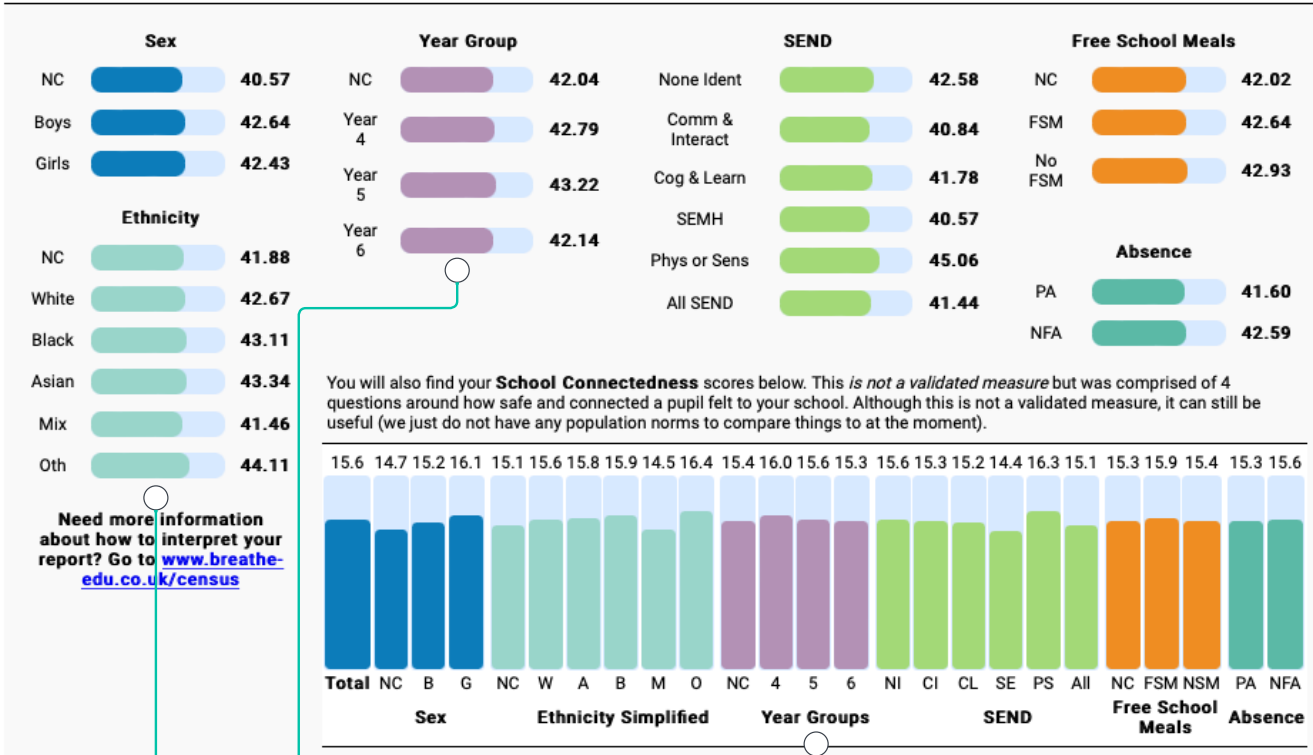 Sex
NC 40.57
Boys 42.64
Girls 42.43
Ethnicity
NC 41.88
White 42.67
Black 43.11
Asian 43.34
Mix 41.46
Oth 44.11
Need more information
about how to interpret your
report? Go to www.breathe-
edu.co.uk/census
Year Group
NC 42.04
Year
4 42.79
Year
5 43.22
Year
6 42.14
SEND
None Ident 42.58
Comm &
Interact 40.84
Cog & Learn 41.78
SEMH 40.57
Phys or Sens 45.06
All SEND 41.44
Free School Meals
NC 42.02
FSM 42.64
No
FSM 42.93
Absence
PA 41.60
NFA 42.59
You will also find your School Connectedness scores below. This is not a validated measure but was comprised of 4
questions around how safe and connected a pupil felt to your school. Although this is not a validated measure, it can still be
useful (we just do not have any population norms to compare things to at the moment).
15.6 14.7 15.2 16.1 15.1 15.6 15.8 15.9 14.5 16.4 15.4 16.0 15.6 15.3 15.6 15.3 15.2 14.4 16.3 15.1 15.3 15.9 15.4 15.3 15.6
Total NC B G NC W A B M O NC 4 5 6 NI CI CL SE PS All NC FSM NSM PA NFA
Sex Ethnicity Simplified Year Groups SEND Free School
Meals Absence